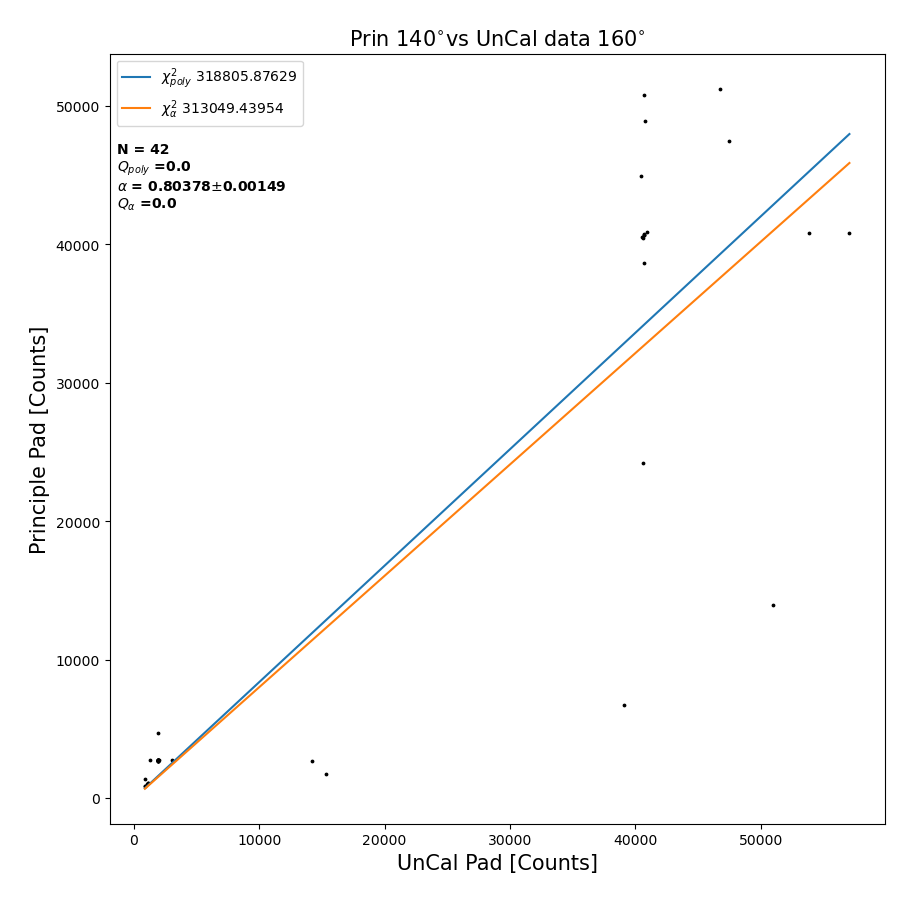 Prin 140°vs UnCal data 160°
χ²poly 318805.87629
χ²α 313049.43954
N = 42
Qpoly =0.0
α = 0.80378±0.00149
Qα =0.0
50000
40000
30000
20000
10000
0
Principle Pad [Counts]
0 10000 20000 30000 40000 50000
UnCal Pad [Counts]